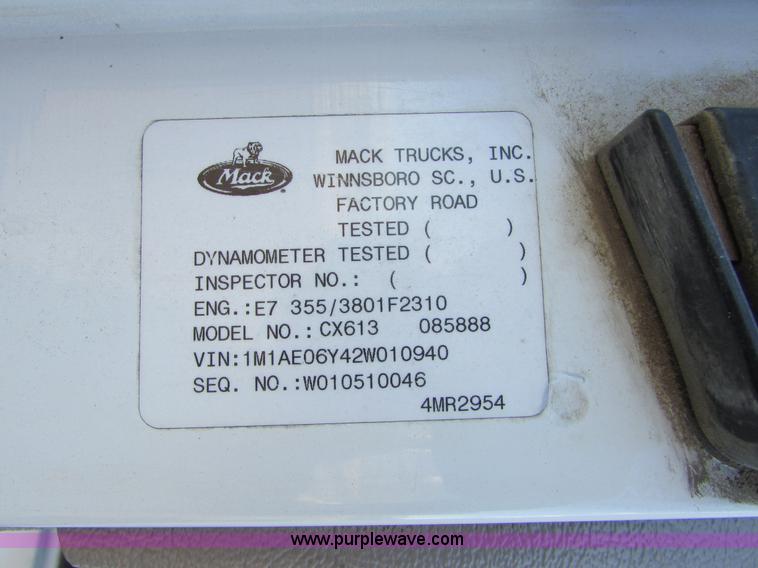 Mack
MACK TRUCKS, INC.
WINNSBORO SC., U.S.
FACTORY ROAD
TESTED ( )
DYNAMOMETER TESTED ( )
INSPECTOR NO.: ( )
ENG.:E7 355/3801F2310
MODEL NO.:CX613 085888
VIN:1M1AE06Y42W010940
SEQ. NO.:W010510046
4MR2954
www.purplewave.com